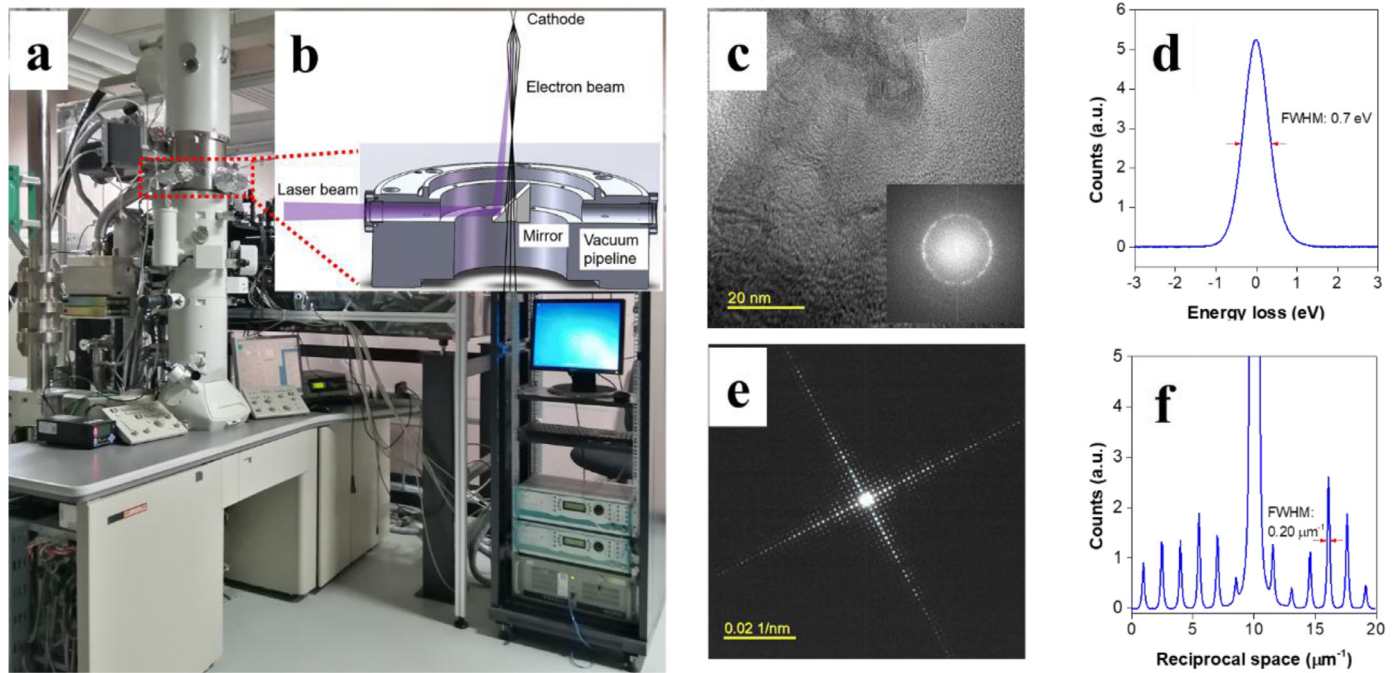 a
b
Cathode
Electron beam
Laser beam
Mirror
Vacuum
pipeline
c
20 nm
d
Counts (a.u.)
6
5
4
3
2
1
0
FWHM: 0.7 eV
-3
-2
-1
0
1
2
3
Energy loss (eV)
e
0.02 1/nm
f
Counts (a.u.)
5
4
3
2
1
0
FWHM:
0.20 μm⁻¹
0
5
10
15
20
Reciprocal space (μm⁻¹)